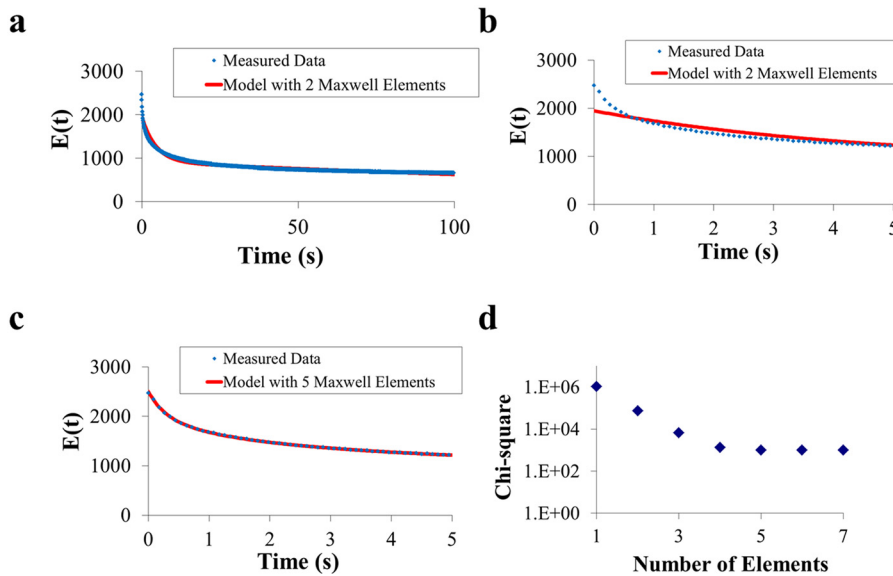 a
Measured Data
Model with 2 Maxwell Elements
3000
2000
1000
0
E(t)
0 50 100
Time (s)
b
Measured Data
Model with 2 Maxwell Elements
3000
2000
1000
0
E(t)
0 1 2 3 4 5
Time (s)
c
Measured Data
Model with 5 Maxwell Elements
3000
2000
1000
0
E(t)
0 1 2 3 4 5
Time (s)
d
1.E+06
1.E+04
1.E+02
1.E+00
Chi-square
1 3 5 7
Number of Elements